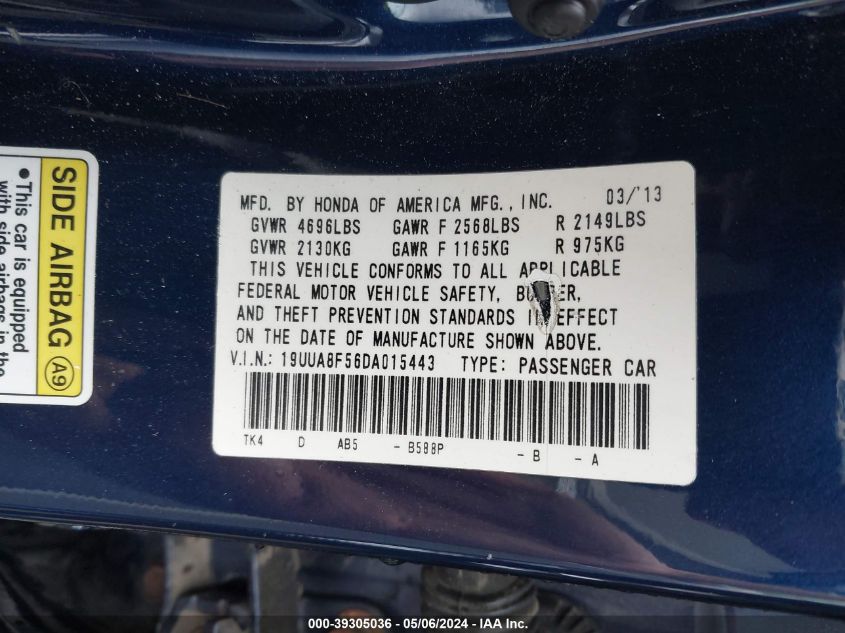 •This car is equipped
with side airbags in the
SIDE AIRBAG A9
MFD. BY HONDA OF AMERICA MFG., INC. 03/'13
GVWR 4696LBS GAWR F 2568LBS R 2149LBS
GVWR 2130KG GAWR F 1165KG R 975KG
THIS VEHICLE CONFORMS TO ALL APPLICABLE
FEDERAL MOTOR VEHICLE SAFETY,
AND THEFT PREVENTION STANDARDS IN EFFECT
ON THE DATE OF MANUFACTURE SHOWN ABOVE.
V.I.N.: 19UUA8F56DA015443 TYPE: PASSENGER CAR
TK4 D AB5 - B588P - B - A
000-39305036 - 05/06/2024 - IAA Inc.